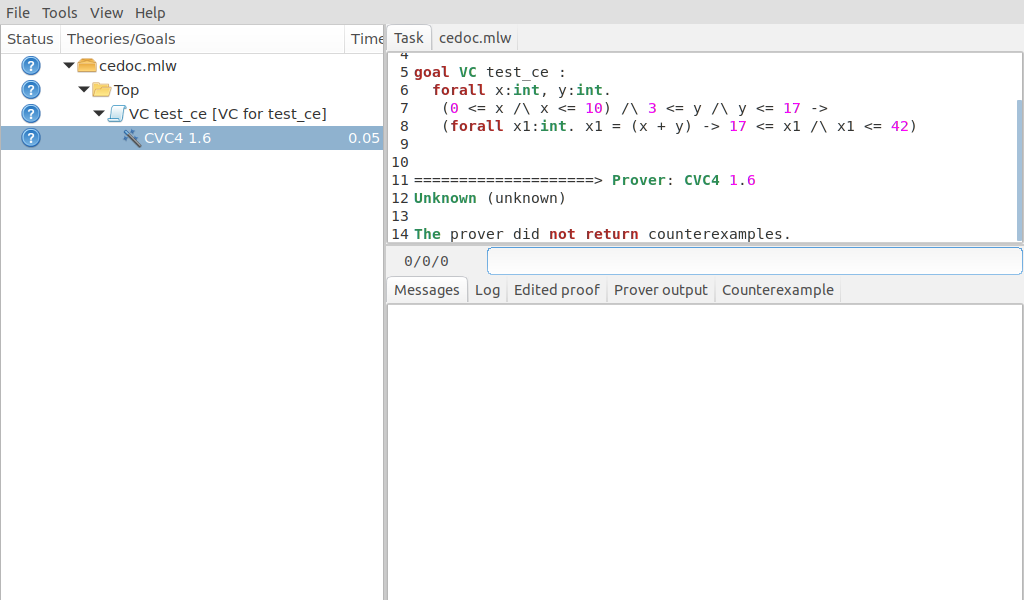 File Tools View Help
Status Theories/Goals Time
cedoc.mlw
Top
VC test_ce [VC for test_ce]
CVC4 1.6 0.05
Task cedoc.mlw
4
5 goal VC test_ce :
6 forall x:int, y:int.
7 (0 <= x /\ x <= 10) /\ 3 <= y /\ y <= 17 ->
8 (forall x1:int. x1 = (x + y) -> 17 <= x1 /\ x1 <= 42)
9
10
11 ====================> Prover: CVC4 1.6
12 Unknown (unknown)
13
14 The prover did not return counterexamples.
0/0/0
Messages Log Edited proof Prover output Counterexample